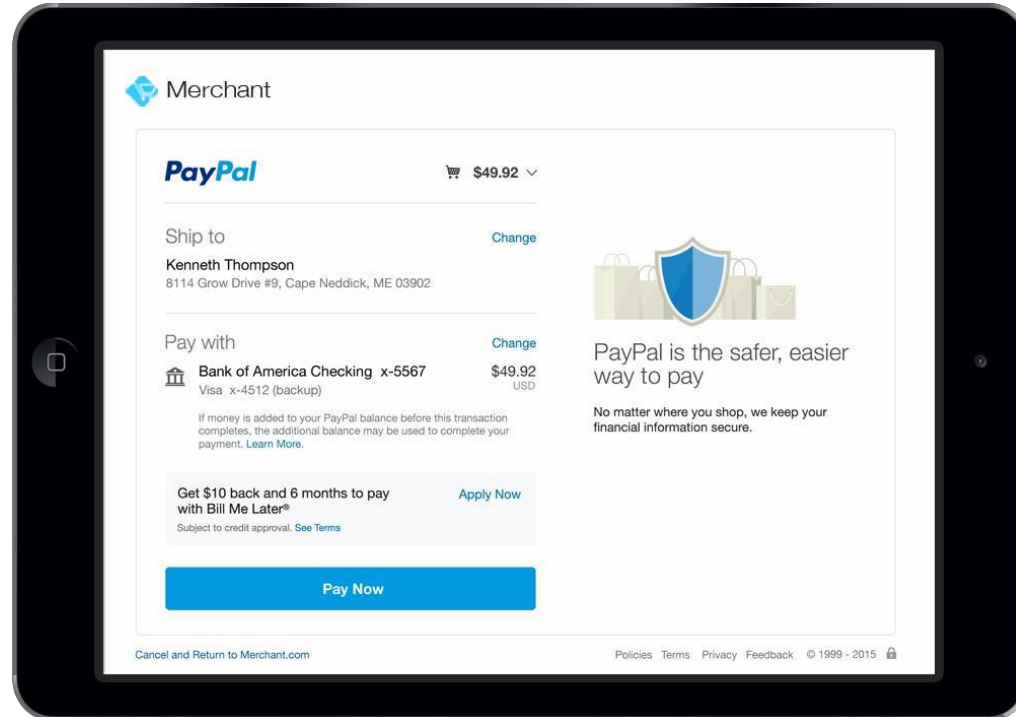 Merchant
PayPal
$49.92
Ship to
Change
Kenneth Thompson
8114 Grow Drive #9, Cape Neddick, ME 03902
Pay with
Change
Bank of America Checking x-5567
$49.92
Visa x-4512 (backup)
USD
If money is added to your PayPal balance before this transaction
completes, the additional balance may be used to complete your
payment. Learn More.
Get $10 back and 6 months to pay
with Bill Me Later®
Apply Now
Subject to credit approval. See Terms
Pay Now
PayPal is the safer, easier
way to pay
No matter where you shop, we keep your
financial information secure.
Cancel and Return to Merchant.com
Policies Terms Privacy Feedback © 1999 - 2015